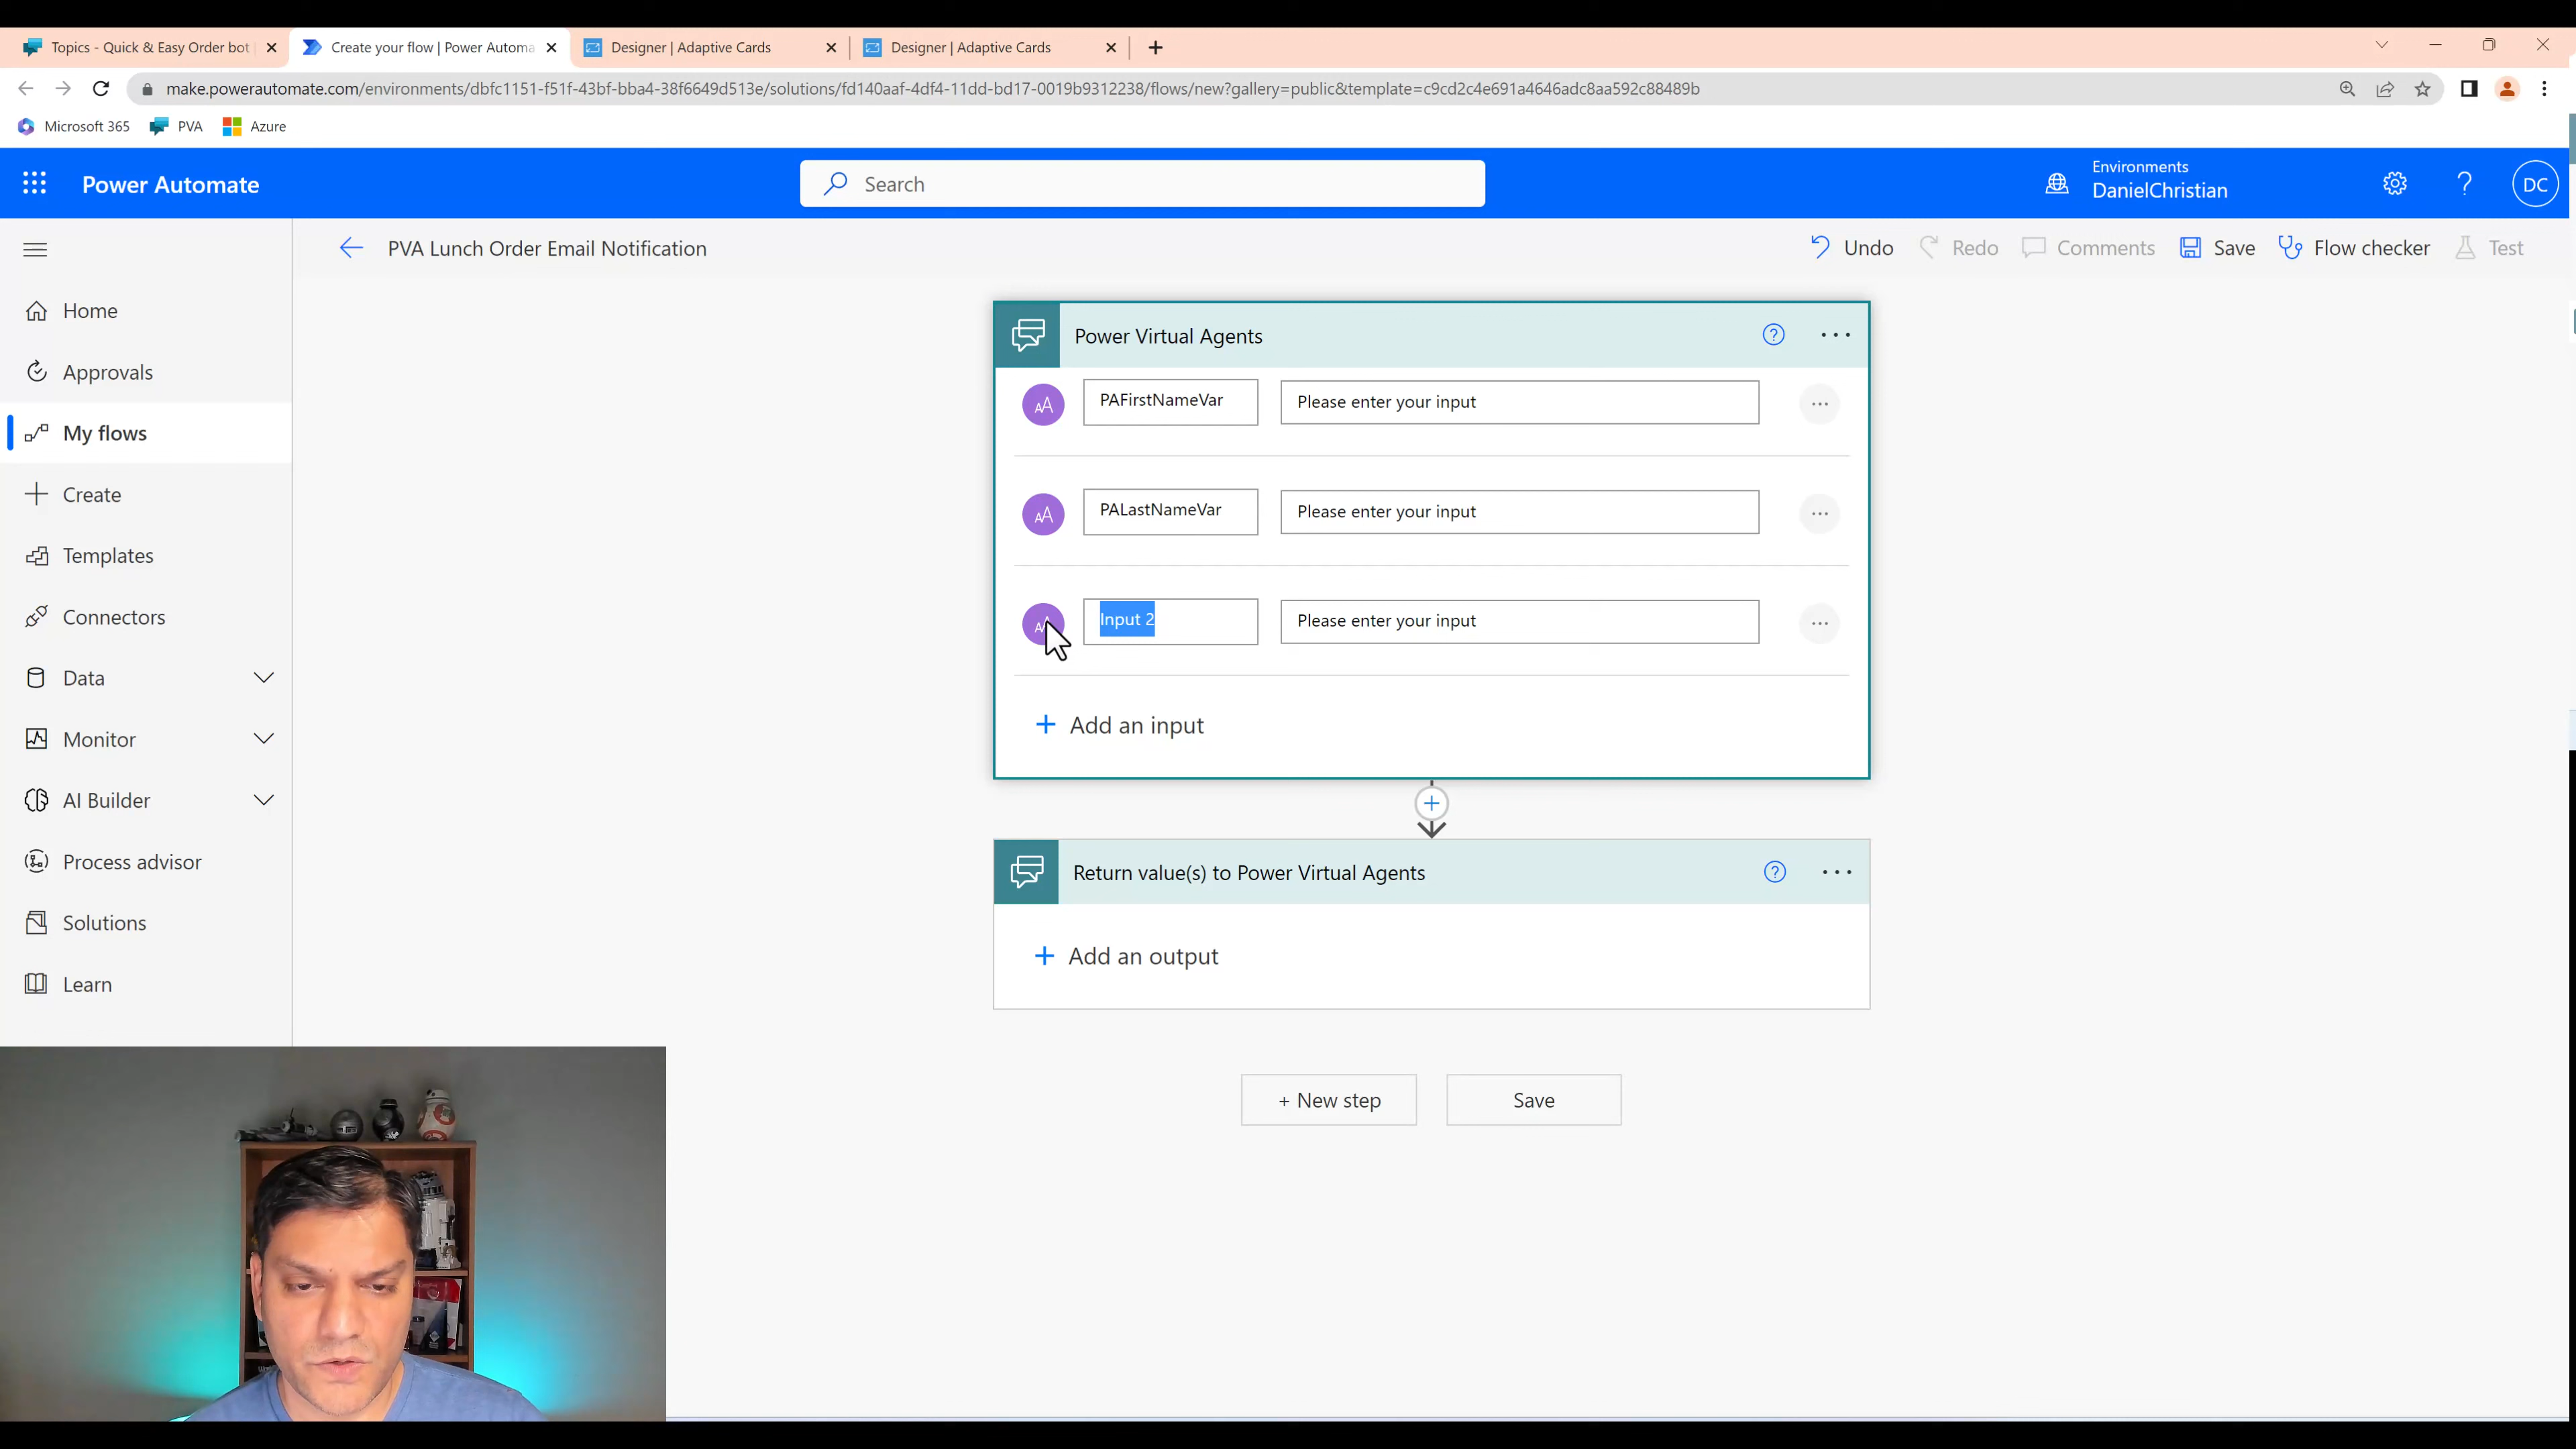 Topics - Quick & Easy Order bot
Create your flow | Power Automa
Designer | Adaptive Cards
Designer | Adaptive Cards
make.powerautomate.com/environments/dbfc1151-f51f-43bf-bba4-38f6649d513e/solutions/fd140aaf-4df4-11dd-bd17-0019b9312238/flows/new?gallery=public&template=c9cd2c4e691a4646adc8aa592c88489b
Microsoft 365
PVA
Azure
Power Automate
Search
Environments
DanielChristian
DC
PVA Lunch Order Email Notification
Undo
Redo
Comments
Save
Flow checker
Test
Home
Approvals
My flows
Create
Templates
Connectors
Data
Monitor
AI Builder
Process advisor
Solutions
Learn
Power Virtual Agents
AA
PAFirstNameVar
Please enter your input
AA
PALastNameVar
Please enter your input
Input 2
Please enter your input
+ Add an input
Return value(s) to Power Virtual Agents
+ Add an output
+ New step
Save